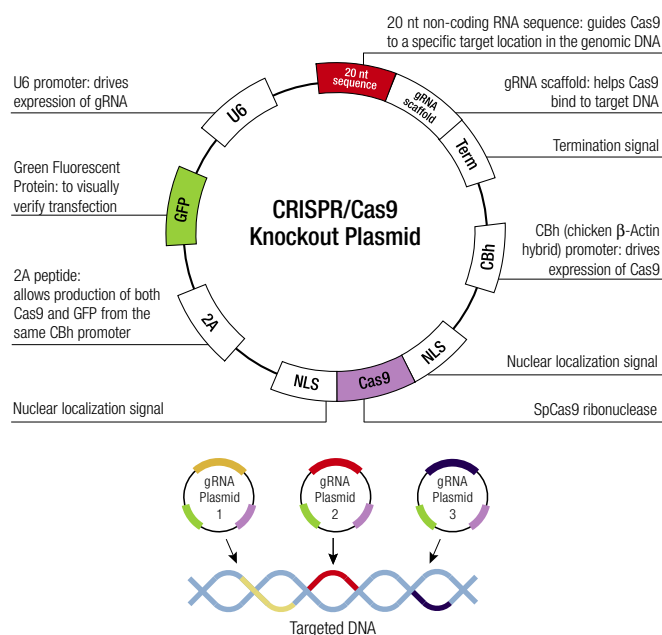 20 nt non-coding RNA sequence: guides Cas9
to a specific target location in the genomic DNA
U6 promoter: drives
expression of gRNA
gRNA scaffold: helps Cas9
bind to target DNA
Termination signal
Green Fluorescent
Protein: to visually
verify transfection
CBh (chicken β-Actin
hybrid) promoter: drives
expression of Cas9
2A peptide:
allows production of both
Cas9 and GFP from the
same CBh promoter
Nuclear localization signal
Nuclear localization signal
SpCas9 ribonuclease
20 nt
sequence
gRNA
scaffold
Term
CBh
NLS
Cas9
NLS
2A
GFP
U6
CRISPR/Cas9
Knockout Plasmid
gRNA
Plasmid
1
gRNA
Plasmid
2
gRNA
Plasmid
3
Targeted DNA